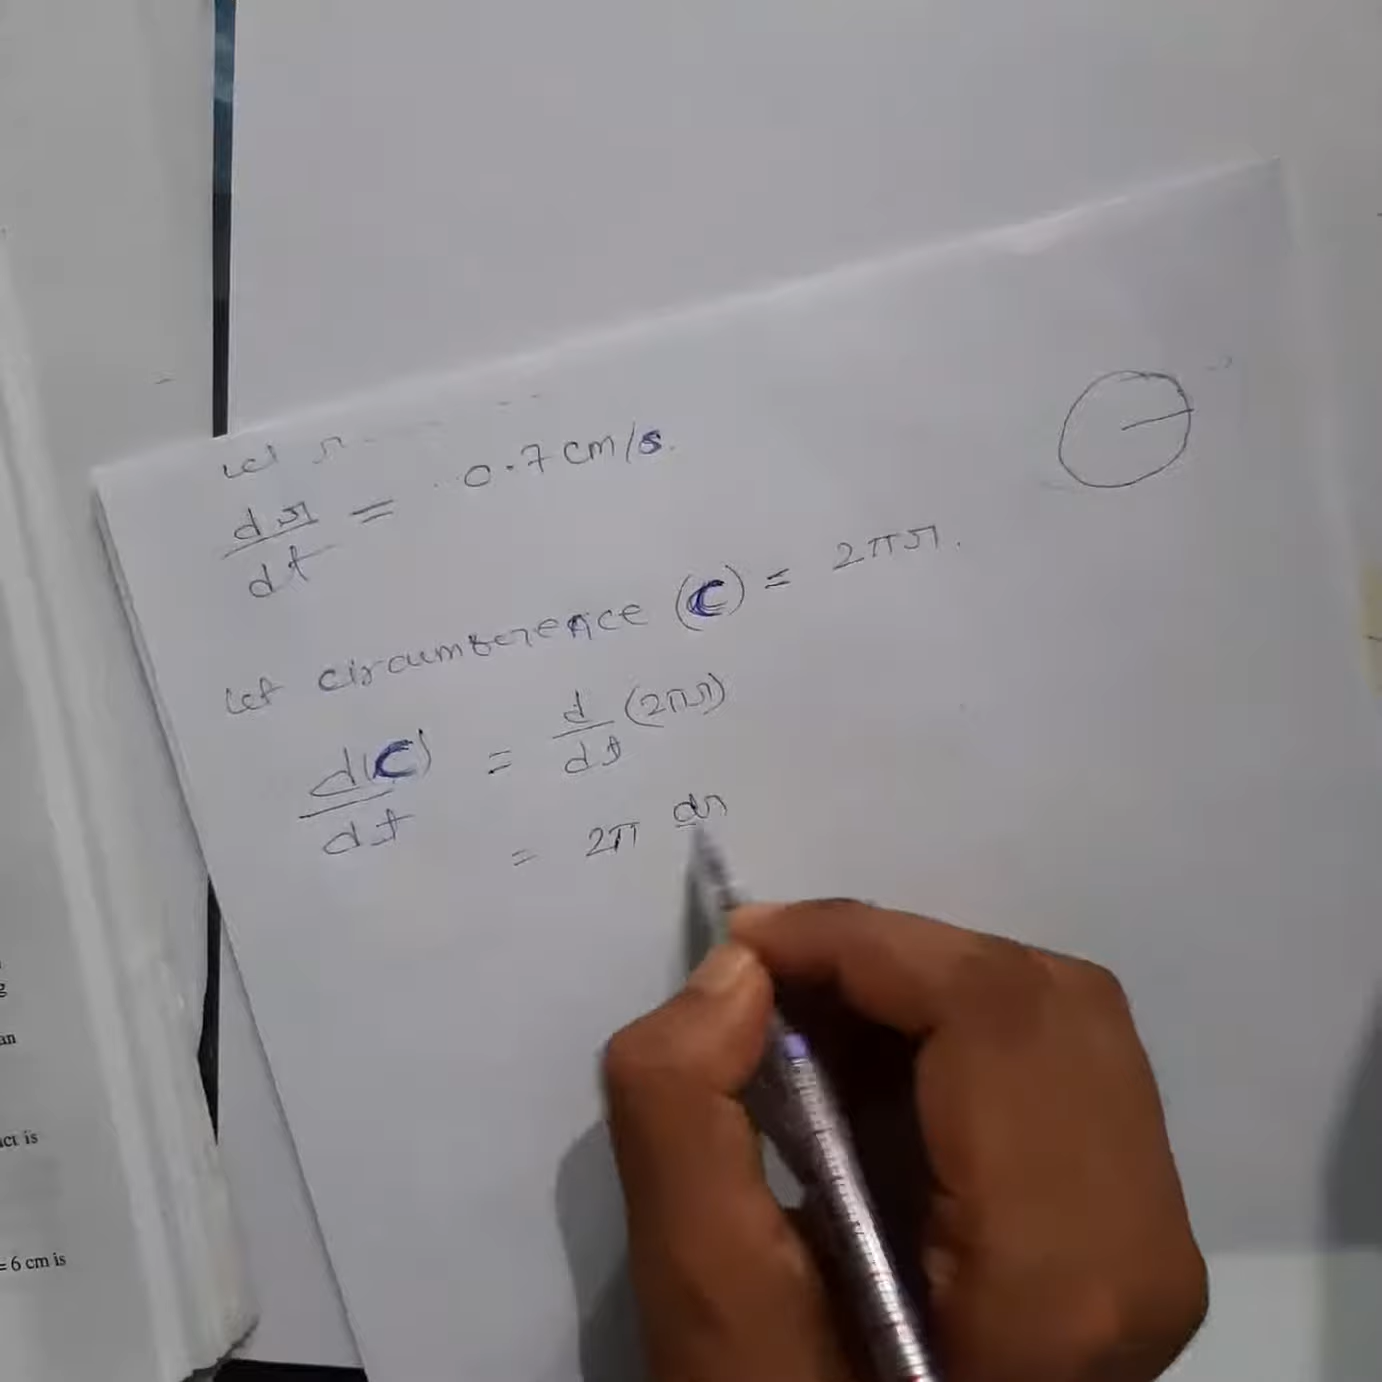 Let r
dr/dt = 0.7 cm/s.
Let circumference (C) = 2πr.
d(C)/dt = d/dt (2πr)
= 2π dr
an
is
= 6 cm is